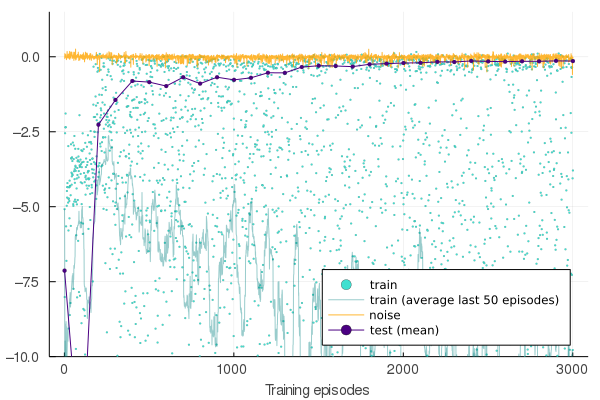 0.0
−2.5
−5.0
−7.5
−10.0
0
1000
2000
3000
Training episodes
train
train (average last 50 episodes)
noise
test (mean)